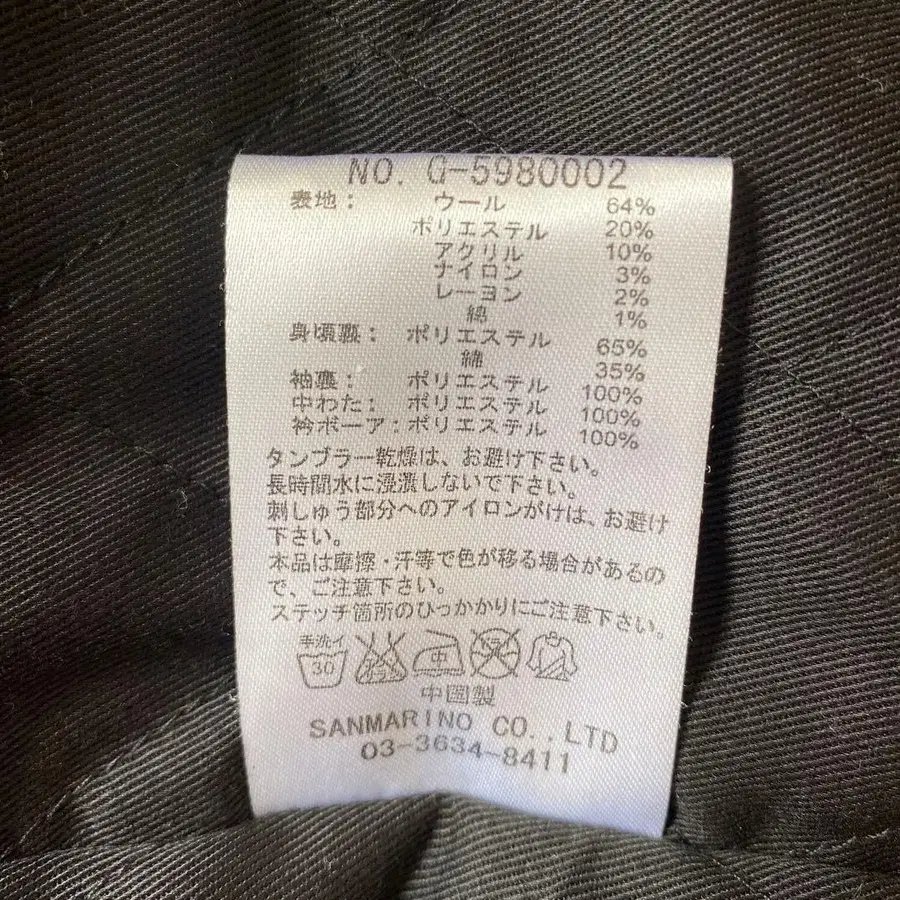 NO. G-5980002
表地： ウール 64%
ポリエステル 20%
アクリル 10%
ナイロン 3%
レーヨン 2%
綿 1%
身頃裏： ポリエステル 65%
綿 35%
袖裏： ポリエステル 100%
中わた： ポリエステル 100%
衿ボーア：ポリエステル 100%
タンブラー乾燥は、お避け下さい。
長時間水に浸漬しないで下さい。
刺しゅう部分へのアイロンがけは、お避け
下さい。
本品は摩擦・汗等で色が移る場合があるの
で、ご注意下さい。
ステッチ箇所のひっかかりにご注意下さい。
手洗イ
30 中
中国製
SANMARINO CO.,LTD
03-3634-8411